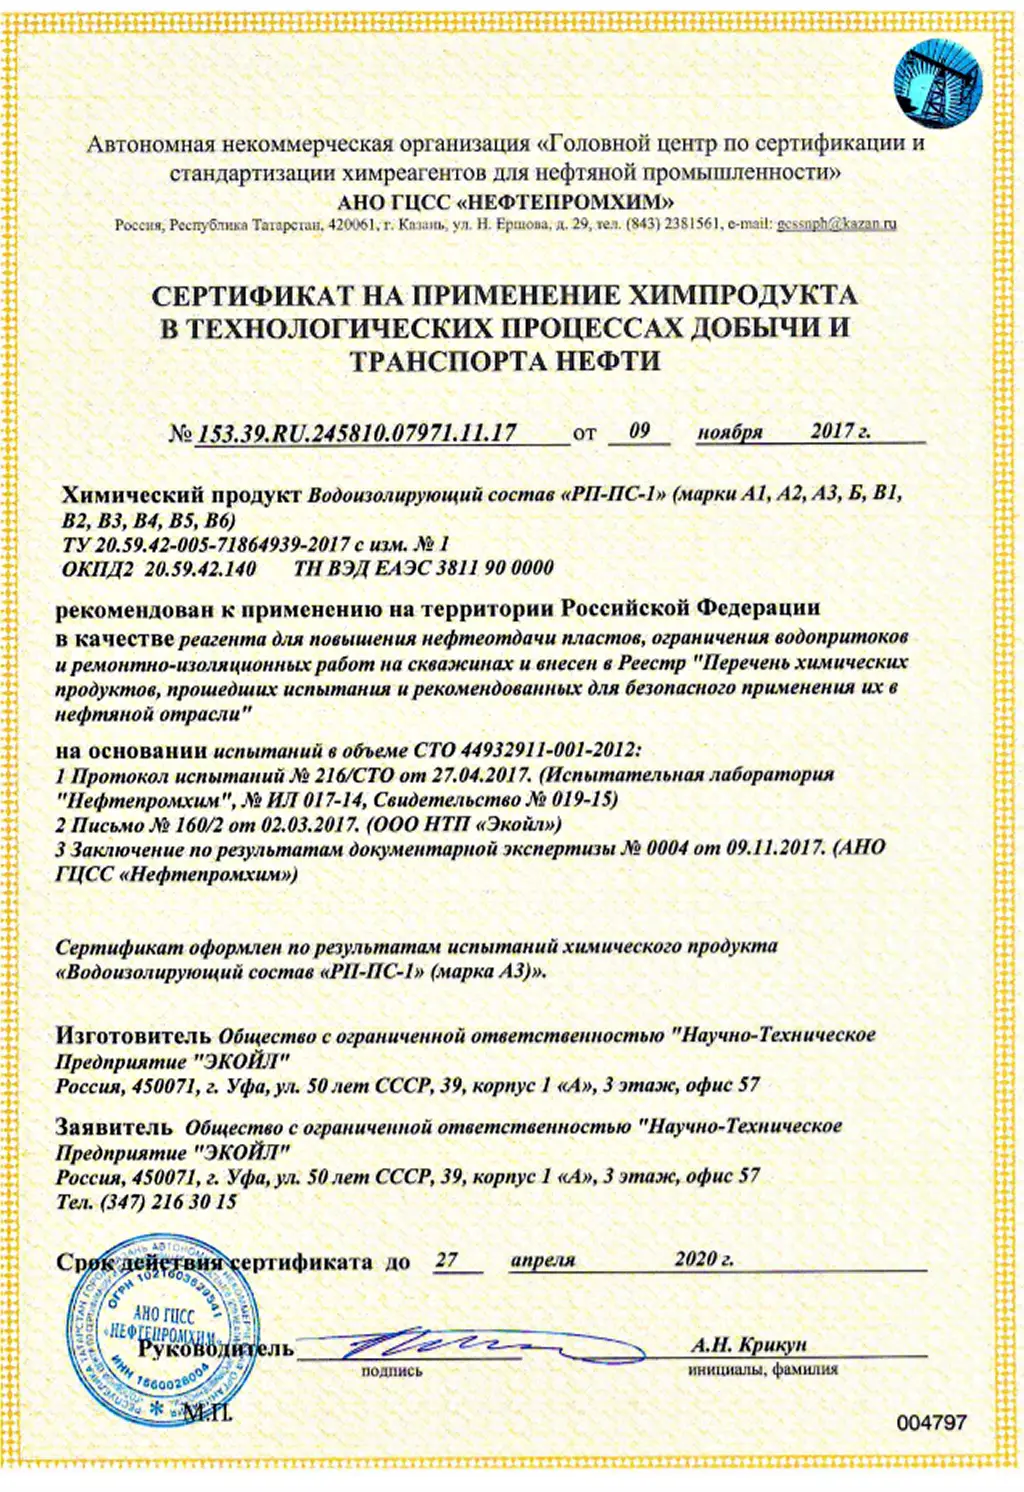 Автономная некоммерческая организация «Головной центр по сертификации и
стандартизации химреагентов для нефтяной промышленности»
АНО ГЦСС «НЕФТЕПРОМХИМ»
Россия, Республика Татарстан, 420061, г. Казань, ул. Н. Ершова, д. 29, тел. (843) 2381561, e-mail: gcssnph@kazan.ru
СЕРТИФИКАТ НА ПРИМЕНЕНИЕ ХИМПРОДУКТА
В ТЕХНОЛОГИЧЕСКИХ ПРОЦЕССАХ ДОБЫЧИ И
ТРАНСПОРТА НЕФТИ
№ 153.39.RU.245810.07971.11.17 от 09 ноября 2017 г.
Химический продукт Водоизолирующий состав «РП-ПС-1» (марки А1, А2, А3, Б, В1,
В2, В3, В4, В5, В6)
ТУ 20.59.42-005-71864939-2017 с изм. № 1
ОКПД2 20.59.42.140 ТН ВЭД ЕАЭС 3811 90 0000
рекомендован к применению на территории Российской Федерации
в качестве реагента для повышения нефтеотдачи пластов, ограничения водопритоков
и ремонтно-изоляционных работ на скважинах и внесен в Реестр "Перечень химических
продуктов, прошедших испытания и рекомендованных для безопасного применения их в
нефтяной отрасли"
на основании испытаний в объеме СТО 44932911-001-2012:
1 Протокол испытаний № 216/СТО от 27.04.2017. (Испытательная лаборатория
"Нефтепромхим", № ИЛ 017-14, Свидетельство № 019-15)
2 Письмо № 160/2 от 02.03.2017. (ООО НТП «Экойл»)
3 Заключение по результатам документарной экспертизы № 0004 от 09.11.2017. (АНО
ГЦСС «Нефтепромхим»)
Сертификат оформлен по результатам испытаний химического продукта
«Водоизолирующий состав «РП-ПС-1» (марка А3)».
Изготовитель Общество с ограниченной ответственностью "Научно-Техническое
Предприятие "ЭКОЙЛ"
Россия, 450071, г. Уфа, ул. 50 лет СССР, 39, корпус 1 «А», 3 этаж, офис 57
Заявитель Общество с ограниченной ответственностью "Научно-Техническое
Предприятие "ЭКОЙЛ"
Россия, 450071, г. Уфа, ул. 50 лет СССР, 39, корпус 1 «А», 3 этаж, офис 57
Тел. (347) 216 30 15
Срок действия сертификата до 27 апреля 2020 г.
ОГРН 1021603629541
АНО ГЦСС
«НЕФТЕПРОМХИМ»
ИНН 1660028004
Руководитель А.Н. Крикун
подпись инициалы, фамилия
М.П.
004797